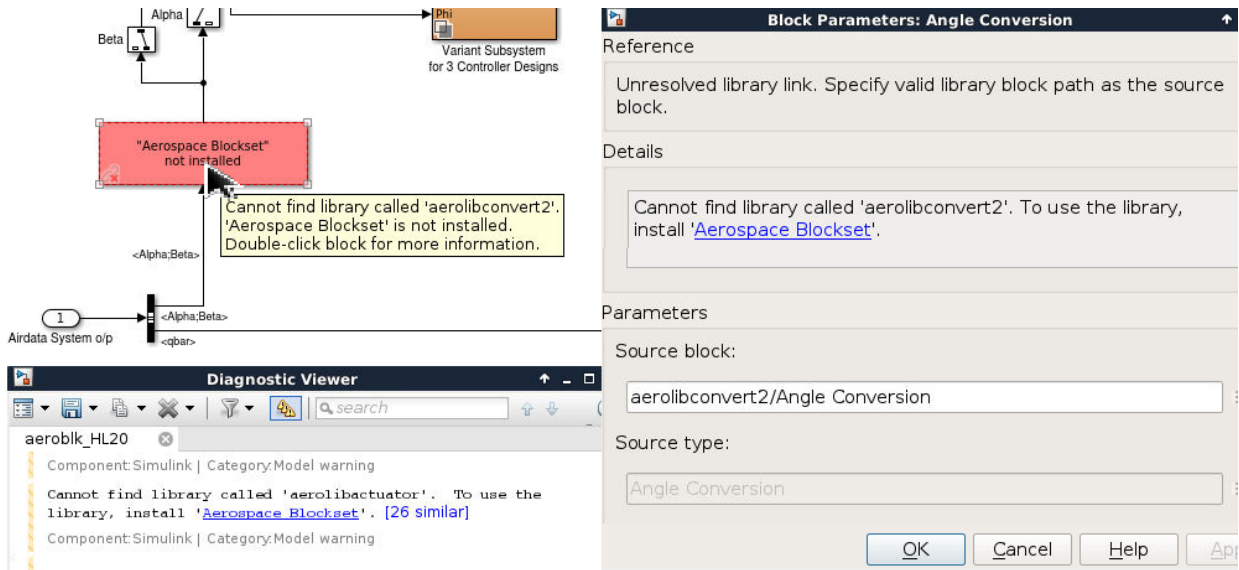 Alpha
Beta
Phi
Variant Subsystem
for 3 Controller Designs
"Aerospace Blockset"
not installed
Cannot find library called 'aerolibconvert2'.
'Aerospace Blockset' is not installed.
Double-click block for more information.
<Alpha;Beta>
1
<Alpha;Beta>
Airdata System o/p
<qbar>
Diagnostic Viewer
search
aeroblk_HL20
Component:Simulink | Category:Model warning
Cannot find library called 'aerolibactuator'. To use the
library, install 'Aerospace Blockset'. [26 similar]
Component:Simulink | Category:Model warning
Block Parameters: Angle Conversion
Reference
Unresolved library link. Specify valid library block path as the source
block.
Details
Cannot find library called 'aerolibconvert2'. To use the library,
install 'Aerospace Blockset'.
Parameters
Source block:
aerolibconvert2/Angle Conversion
Source type:
Angle Conversion
OK Cancel Help